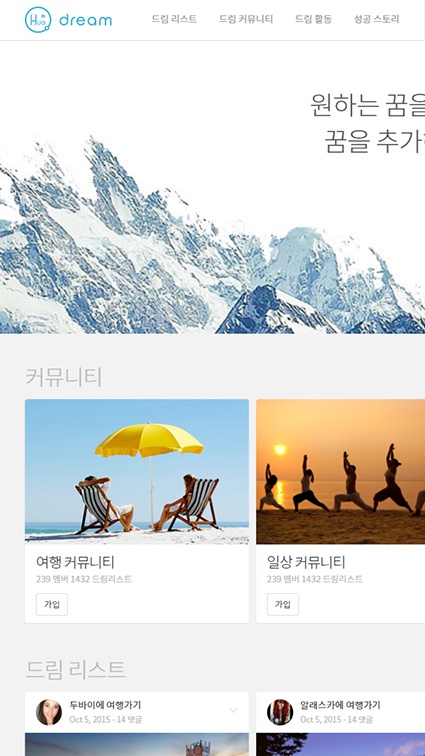 Hug dream 드림 리스트 드림 커뮤니티 드림 활동 성공 스토리
원하는 꿈을
꿈을 추가
커뮤니티
여행 커뮤니티
239 멤버 1432 드림리스트
가입
일상 커뮤니티
239 멤버 1432 드림리스트
가입
드림 리스트
두바이에 여행가기
Oct 5, 2015 - 14 댓글
알래스카에 여행가기
Oct 5, 2015 - 14 댓글